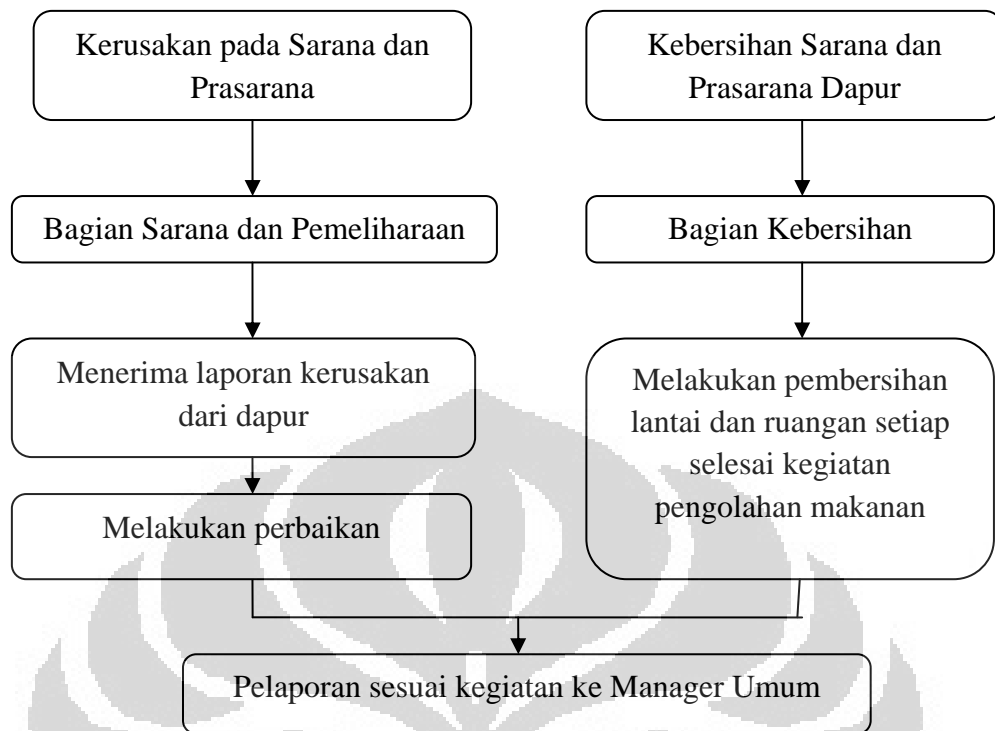 Kerusakan pada Sarana dan
Prasarana
Kebersihan Sarana dan
Prasarana Dapur
Bagian Sarana dan Pemeliharaan
Bagian Kebersihan
Menerima laporan kerusakan
dari dapur
Melakukan perbaikan
Melakukan pembersihan
lantai dan ruangan setiap
selesai kegiatan
pengolahan makanan
Pelaporan sesuai kegiatan ke Manager Umum